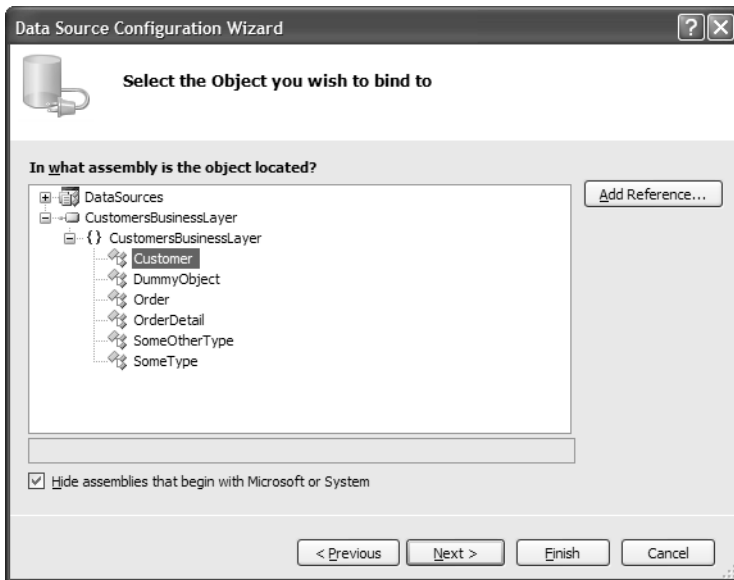 Data Source Configuration Wizard
Select the Object you wish to bind to
In what assembly is the object located?
DataSources
CustomersBusinessLayer
{ } CustomersBusinessLayer
Customer
DummyObject
Order
OrderDetail
SomeOtherType
SomeType
Add Reference...
Hide assemblies that begin with Microsoft or System
< Previous Next > Finish Cancel